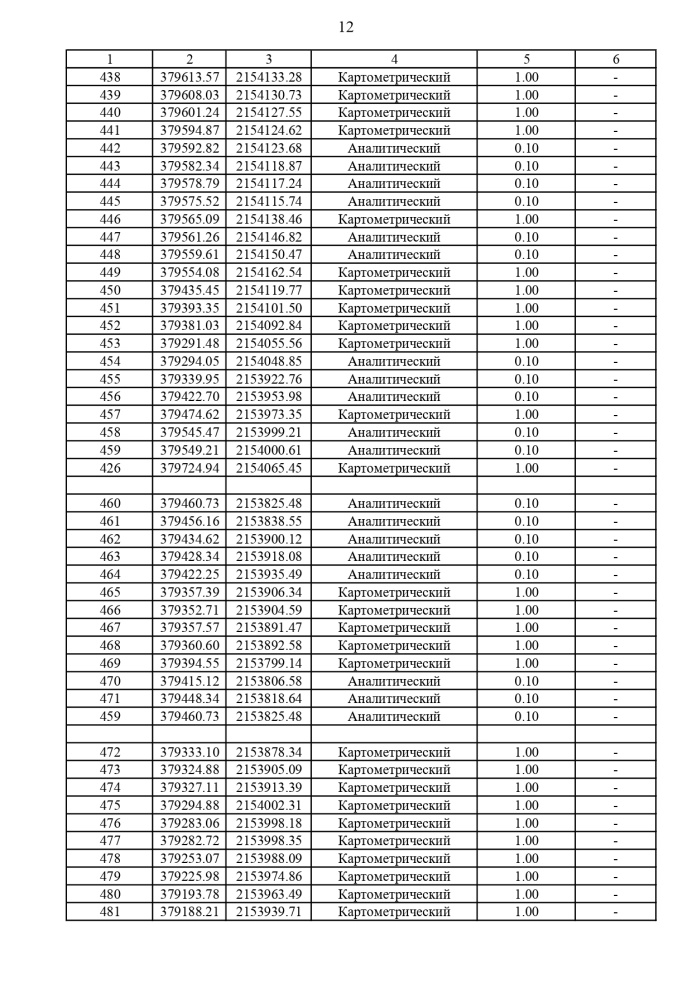 12
1 2 3 4 5 6
438 379613.57 2154133.28 Картометрический 1.00 -
439 379608.03 2154130.73 Картометрический 1.00 -
440 379601.24 2154127.55 Картометрический 1.00 -
441 379594.87 2154124.62 Картометрический 1.00 -
442 379592.82 2154123.68 Аналитический 0.10 -
443 379582.34 2154118.87 Аналитический 0.10 -
444 379578.79 2154117.24 Аналитический 0.10 -
445 379575.52 2154115.74 Аналитический 0.10 -
446 379565.09 2154138.46 Картометрический 1.00 -
447 379561.26 2154146.82 Аналитический 0.10 -
448 379559.61 2154150.47 Аналитический 0.10 -
449 379554.08 2154162.54 Картометрический 1.00 -
450 379435.45 2154119.77 Картометрический 1.00 -
451 379393.35 2154101.50 Картометрический 1.00 -
452 379381.03 2154092.84 Картометрический 1.00 -
453 379291.48 2154055.56 Картометрический 1.00 -
454 379294.05 2154048.85 Аналитический 0.10 -
455 379339.95 2153922.76 Аналитический 0.10 -
456 379422.70 2153953.98 Аналитический 0.10 -
457 379474.62 2153973.35 Картометрический 1.00 -
458 379545.47 2153999.21 Аналитический 0.10 -
459 379549.21 2154000.61 Аналитический 0.10 -
426 379724.94 2154065.45 Картометрический 1.00 -
460 379460.73 2153825.48 Аналитический 0.10 -
461 379456.16 2153838.55 Аналитический 0.10 -
462 379434.62 2153900.12 Аналитический 0.10 -
463 379428.34 2153918.08 Аналитический 0.10 -
464 379422.25 2153935.49 Аналитический 0.10 -
465 379357.39 2153906.34 Картометрический 1.00 -
466 379352.71 2153904.59 Картометрический 1.00 -
467 379357.57 2153891.47 Картометрический 1.00 -
468 379360.60 2153892.58 Картометрический 1.00 -
469 379394.55 2153799.14 Картометрический 1.00 -
470 379415.12 2153806.58 Аналитический 0.10 -
471 379448.34 2153818.64 Аналитический 0.10 -
459 379460.73 2153825.48 Аналитический 0.10 -
472 379333.10 2153878.34 Картометрический 1.00 -
473 379324.88 2153905.09 Картометрический 1.00 -
474 379327.11 2153913.39 Картометрический 1.00 -
475 379294.88 2154002.31 Картометрический 1.00 -
476 379283.06 2153998.18 Картометрический 1.00 -
477 379282.72 2153998.35 Картометрический 1.00 -
478 379253.07 2153988.09 Картометрический 1.00 -
479 379225.98 2153974.86 Картометрический 1.00 -
480 379193.78 2153963.49 Картометрический 1.00 -
481 379188.21 2153939.71 Картометрический 1.00 -